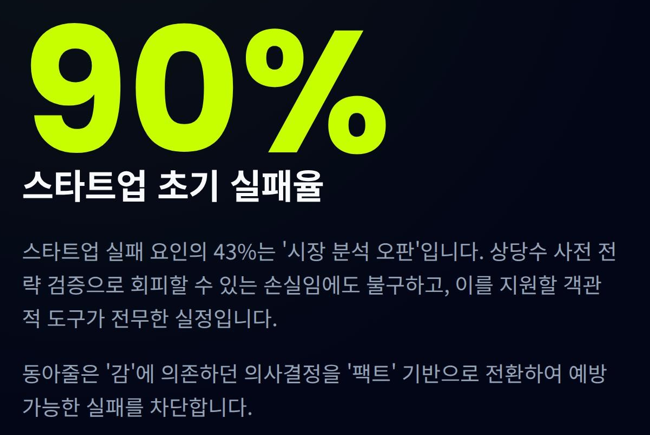 90%
스타트업 초기 실패율
스타트업 실패 요인의 43%는 '시장 분석 오판'입니다. 상당수 사전 전
략 검증으로 회피할 수 있는 손실임에도 불구하고, 이를 지원할 객관
적 도구가 전무한 실정입니다.
동아줄은 '감'에 의존하던 의사결정을 '팩트' 기반으로 전환하여 예방
가능한 실패를 차단합니다.